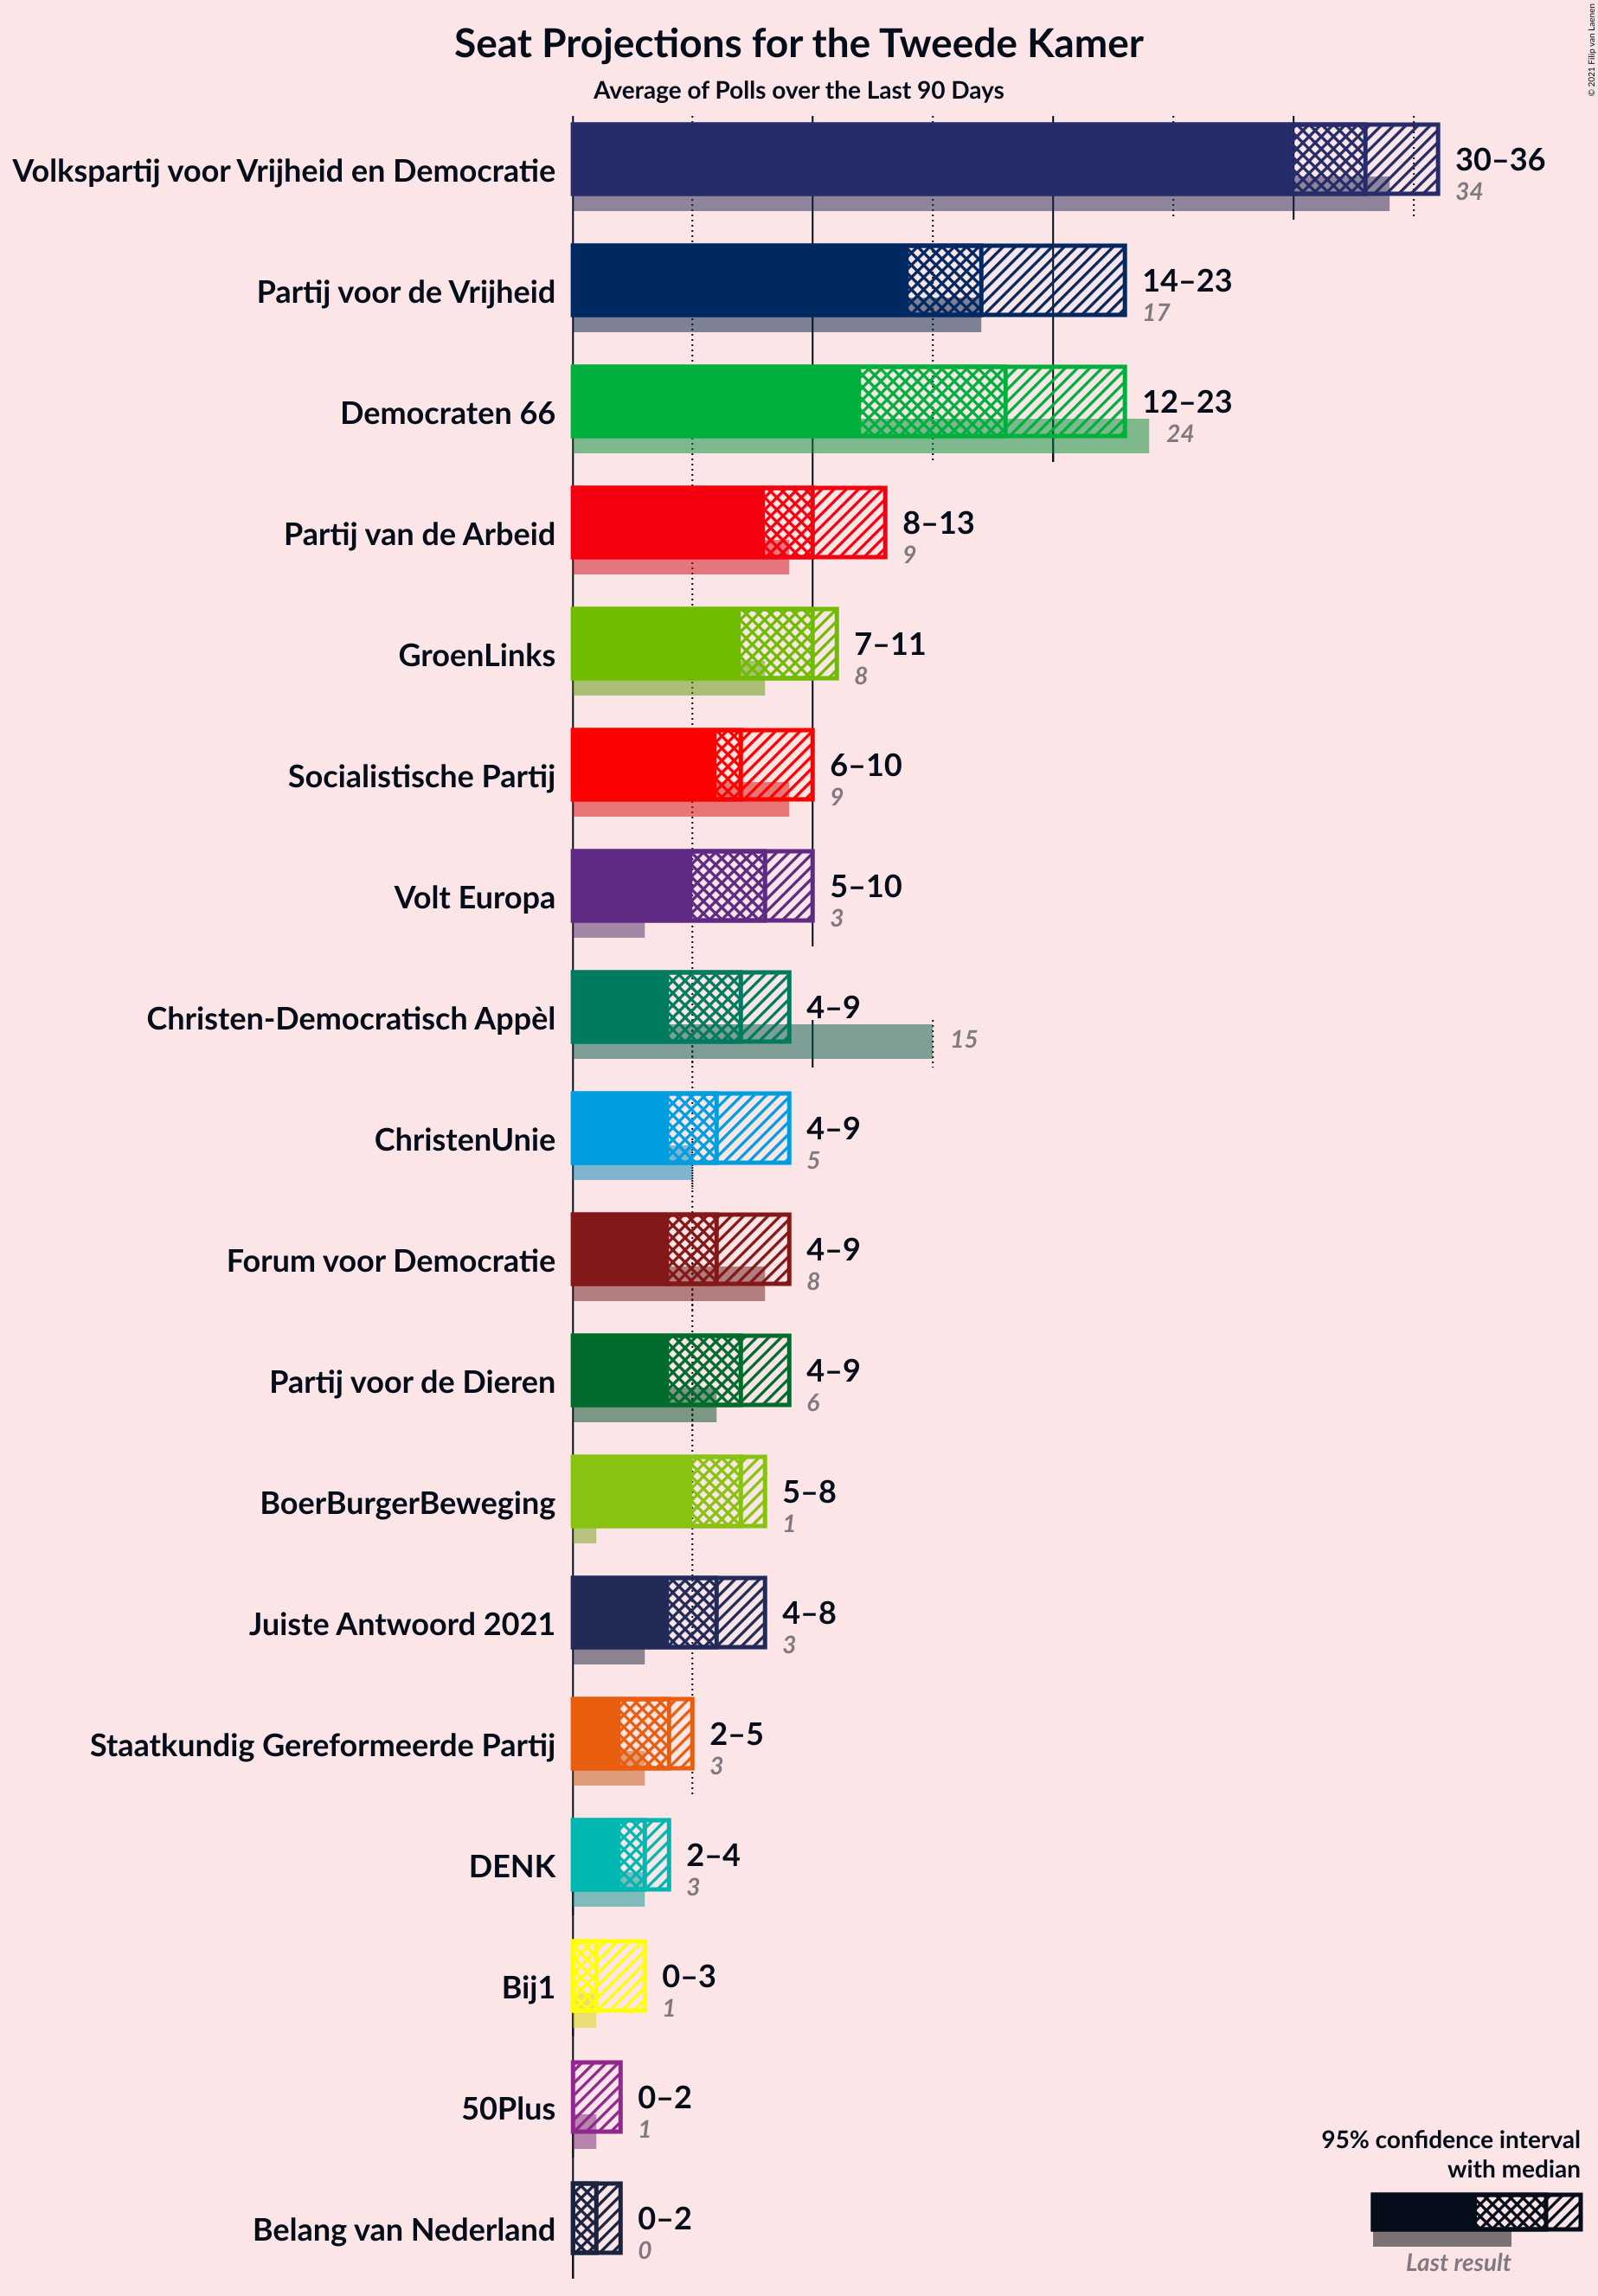 Seat Projections for the Tweede Kamer
Average of Polls over the Last 90 Days
© 2021 Filip van Laenen
Volkspartij voor Vrijheid en Democratie
30–36
34
Partij voor de Vrijheid
14–23
17
Democraten 66
12–23
24
Partij van de Arbeid
8–13
9
GroenLinks
7–11
8
Socialistische Partij
6–10
9
Volt Europa
5–10
3
Christen-Democratisch Appèl
4–9
15
ChristenUnie
4–9
5
Forum voor Democratie
4–9
8
Partij voor de Dieren
4–9
6
BoerBurgerBeweging
5–8
1
Juiste Antwoord 2021
4–8
3
Staatkundig Gereformeerde Partij
2–5
3
DENK
2–4
3
Bij1
0–3
1
50Plus
0–2
1
Belang van Nederland
0–2
0
95% confidence interval
with median
Last result